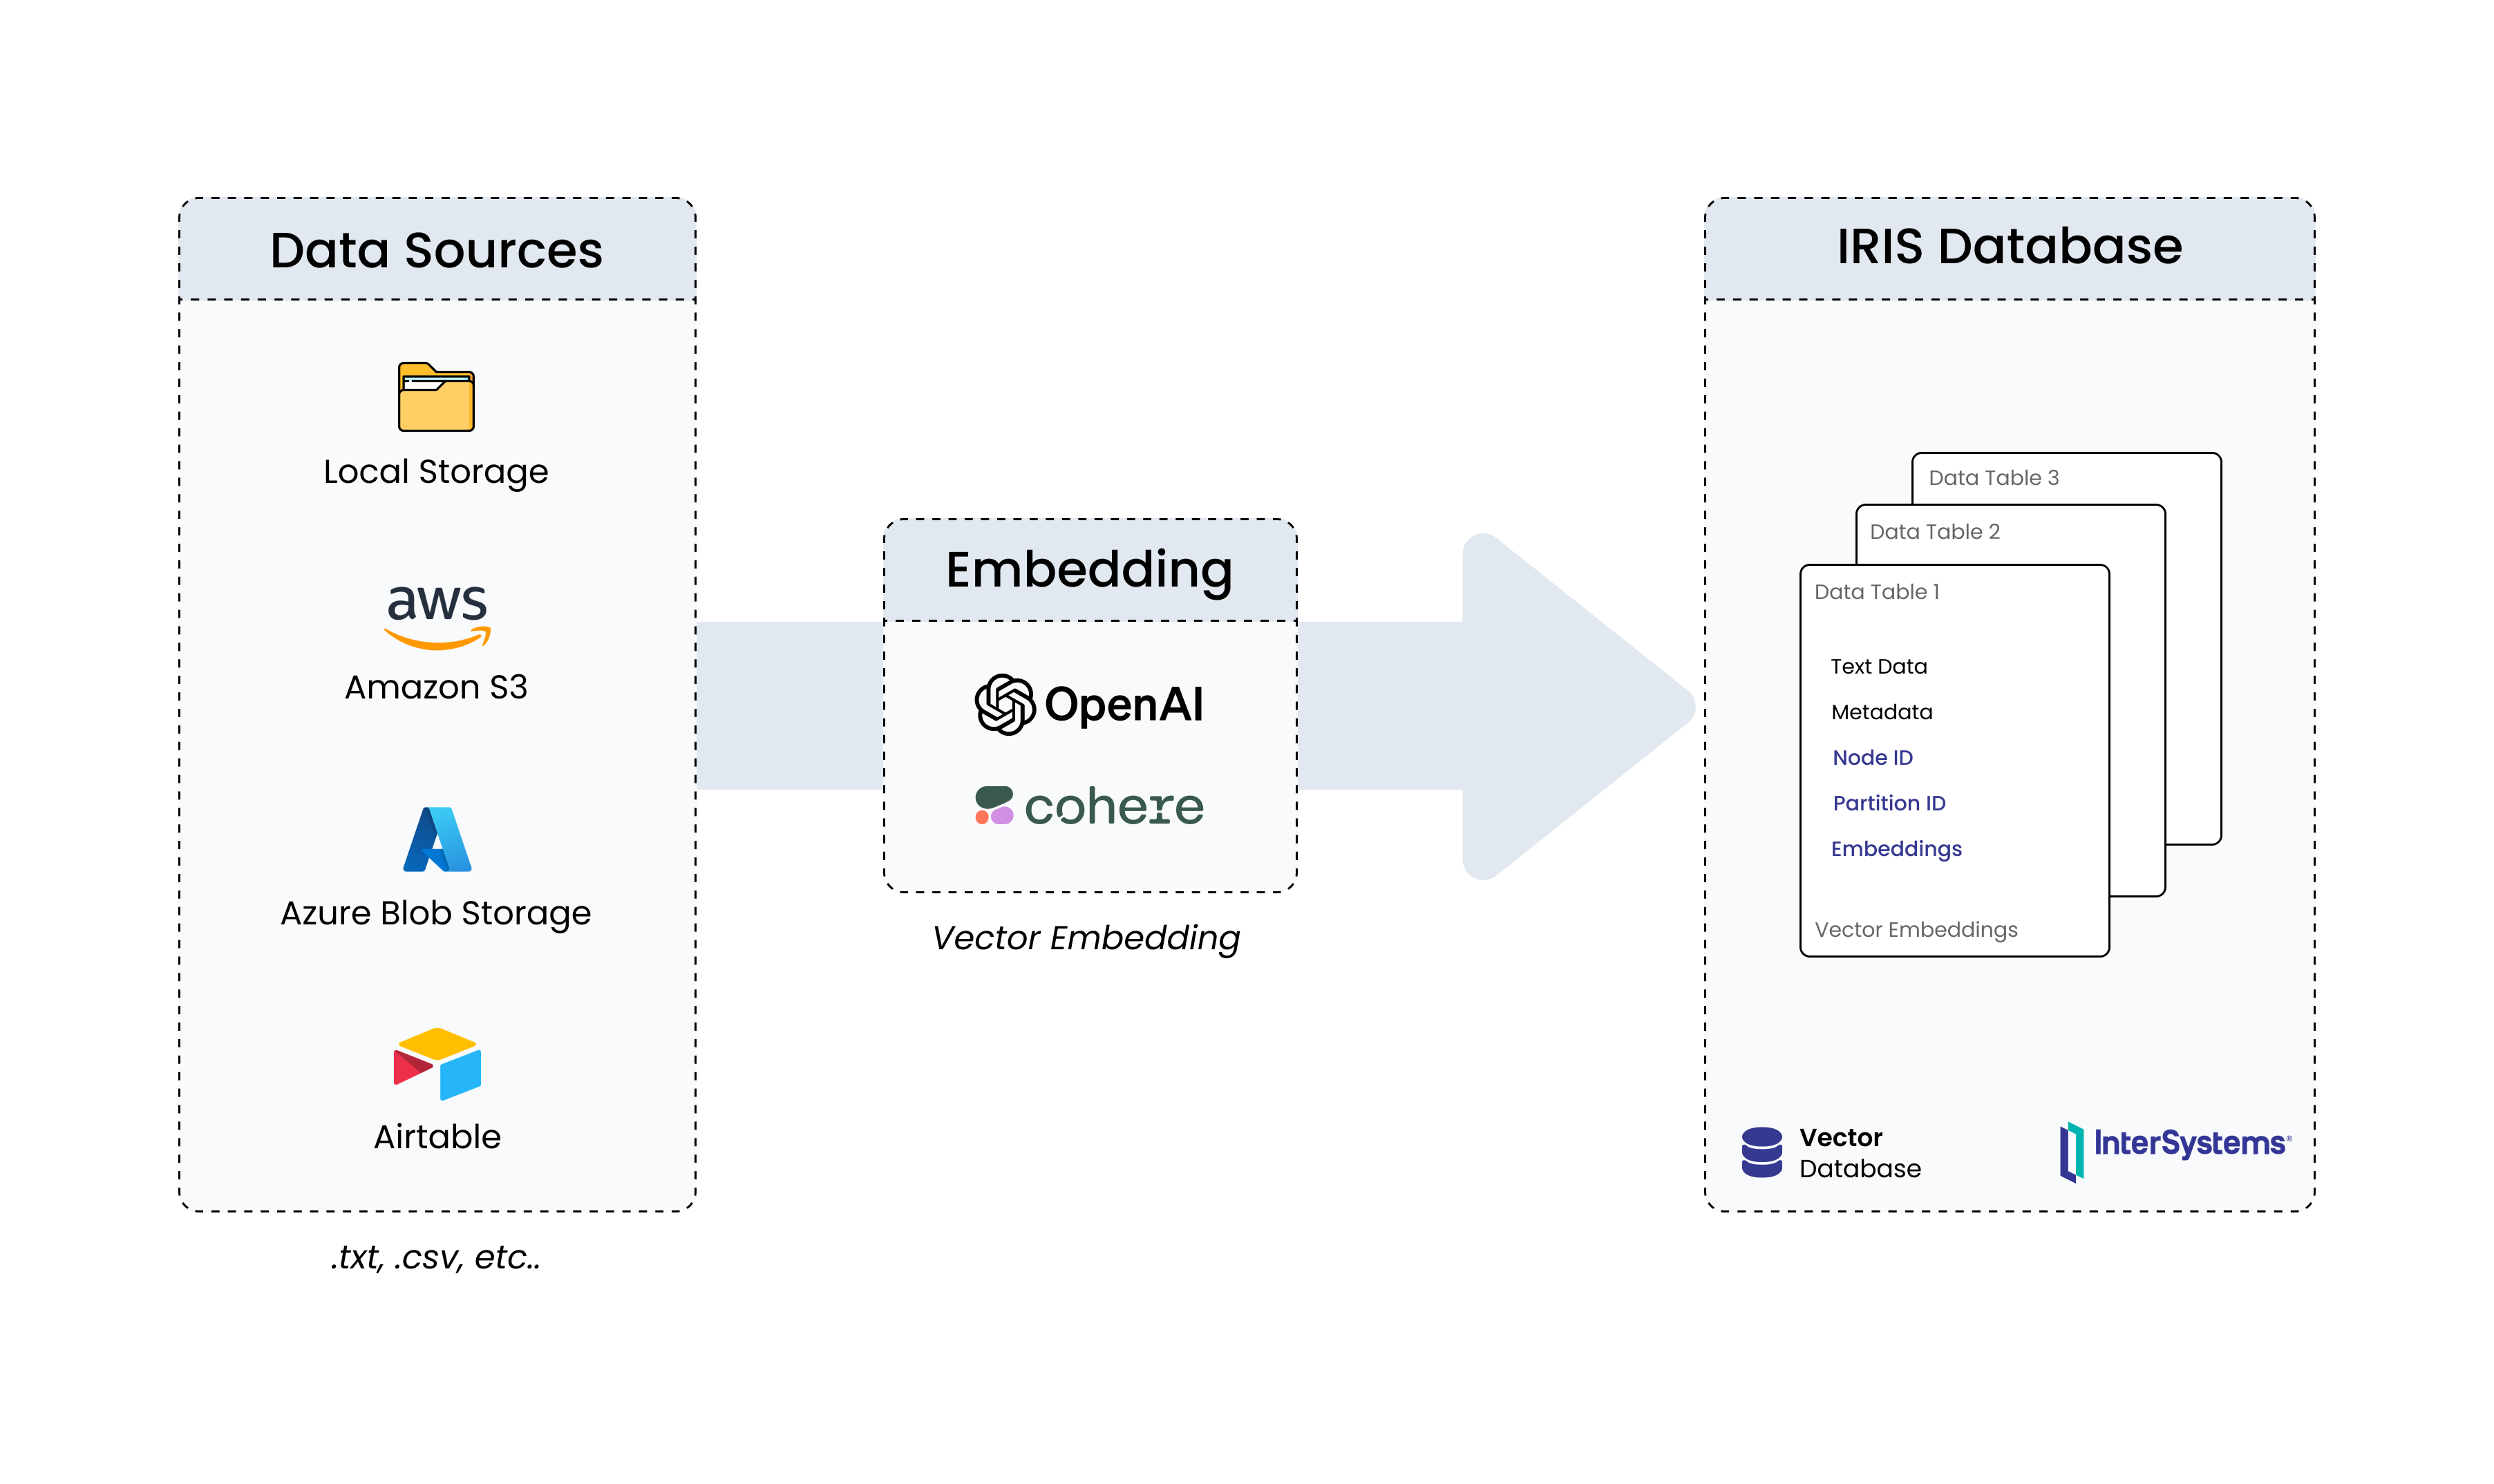 Data Sources
Local Storage
aws
Amazon S3
Azure Blob Storage
Airtable
.txt, .csv, etc..
Embedding
OpenAI
cohere
Vector Embedding
IRIS Database
Data Table 3
Data Table 2
Data Table 1
Text Data
Metadata
Node ID
Partition ID
Embeddings
Vector Embeddings
Vector
Database
InterSystems®